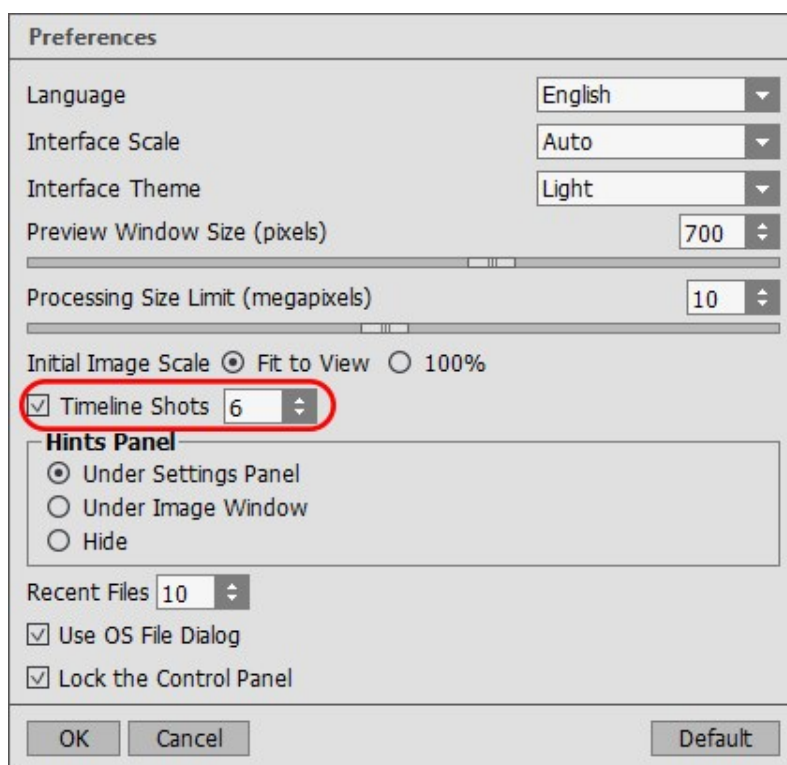 Preferences
Language English
Interface Scale Auto
Interface Theme Light
Preview Window Size (pixels) 700
Processing Size Limit (megapixels) 10
Initial Image Scale Fit to View 100%
Timeline Shots 6
Hints Panel
Under Settings Panel
Under Image Window
Hide
Recent Files 10
Use OS File Dialog
Lock the Control Panel
OK Cancel Default